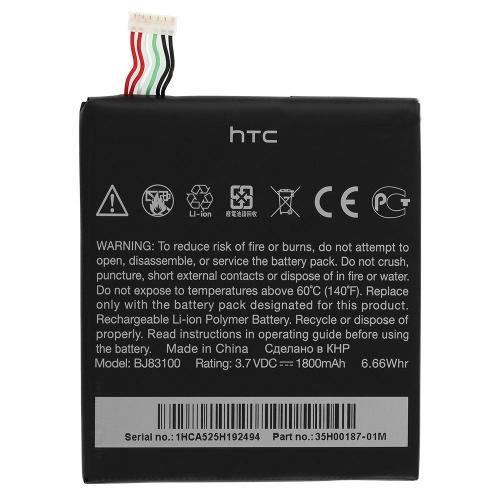 hTC
Li-ion
廢電池請回收
WARNING: To reduce risk of fire or burns, do not attempt to
open, disassemble, or service the battery pack. Do not crush,
puncture, short external contacts or dispose of in fire or water.
Do not expose to temperatures above 60˚C (140˚F). Replace
only with the battery pack designated for this product.
Rechargeable Li-ion Polymer Battery. Recycle or dispose of
it properly. Read instructions in operating guide before using
the battery. Made in China Сделано в КНР
Model: BJ83100 Rating: 3.7 VDC⎓1800mAh 6.66Whr
Serial no.: 1HCA525H192494 Part no.: 35H00187-01M